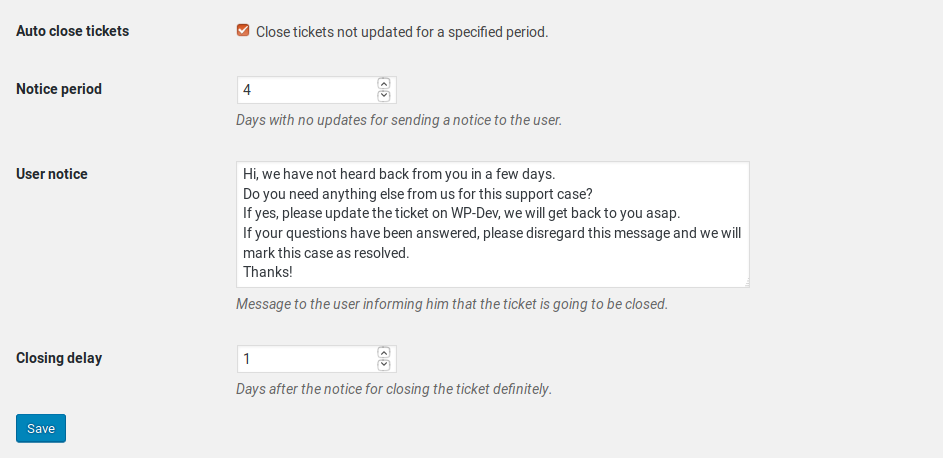 Auto close tickets
Close tickets not updated for a specified period.
Notice period
4
Days with no updates for sending a notice to the user.
User notice
Hi, we have not heard back from you in a few days.
Do you need anything else from us for this support case?
If yes, please update the ticket on WP-Dev, we will get back to you asap.
If your questions have been answered, please disregard this message and we will
mark this case as resolved.
Thanks!
Message to the user informing him that the ticket is going to be closed.
Closing delay
1
Days after the notice for closing the ticket definitely.
Save